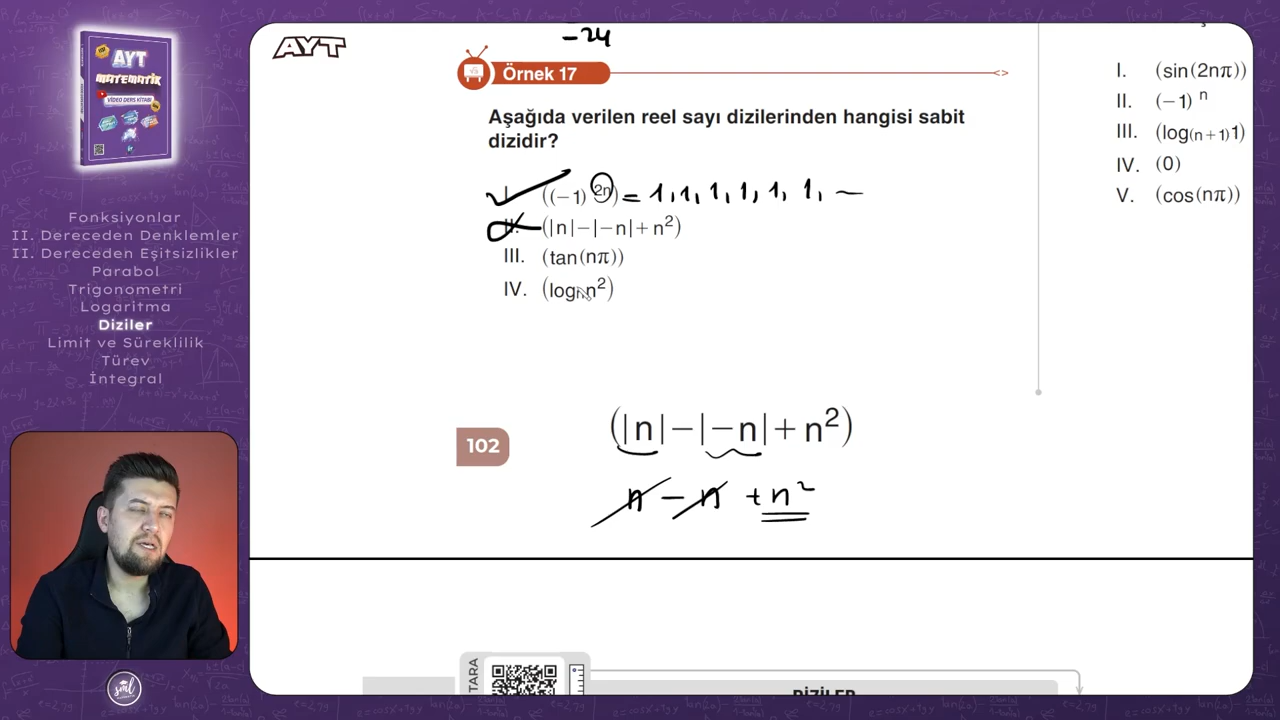 AYT
MATEMATİK
VİDEO DERS KİTABI
Fonksiyonlar
II. Dereceden Denklemler
II. Dereceden Eşitsizlikler
Parabol
Trigonometri
Logaritma
Diziler
Limit ve Süreklilik
Türev
İntegral
sml
AYT
-24
Örnek 17
<>
Aşağıda verilen reel sayı dizilerinden hangisi sabit
dizidir?
I. ((−1)^2n) = 1,1,1,1,1,1,
II. (|n|−|−n|+n²)
III. (tan(nπ))
IV. (log n²)
102
(|n|−|−n|+n²)
n − n + n²
I. (sin(2nπ))
II. (−1)^n
III. (log(n+1)1)
IV. (0)
V. (cos(nπ))
TARA
DİZİLER